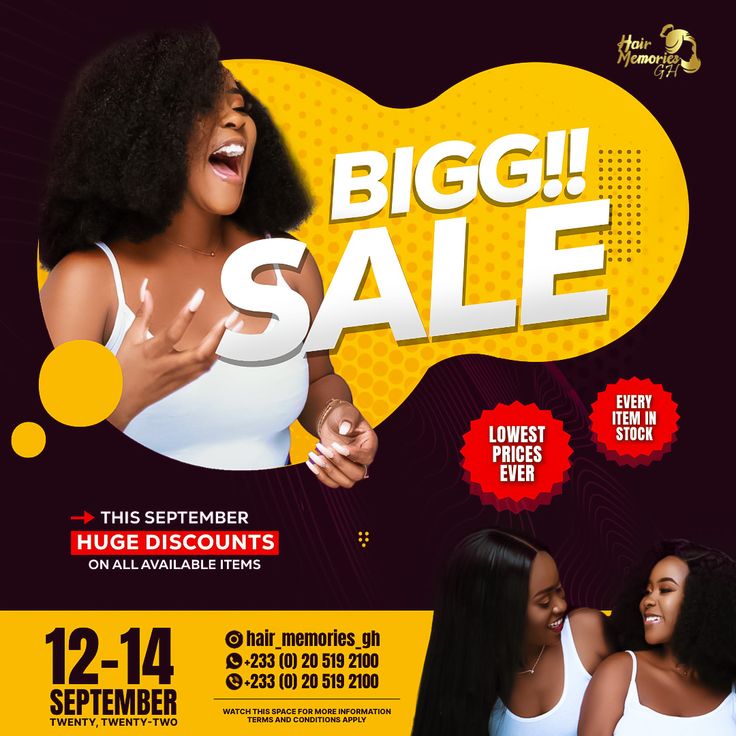 Hair
Memories
GH
BIGG!!
SALE
LOWEST
PRICES
EVER
EVERY
ITEM IN
STOCK
THIS SEPTEMBER
HUGE DISCOUNTS
ON ALL AVAILABLE ITEMS
12-14
SEPTEMBER
TWENTY, TWENTY-TWO
hair_memories_gh
+233 (0) 20 519 2100
+233 (0) 20 519 2100
WATCH THIS SPACE FOR MORE INFORMATION
TERMS AND CONDITIONS APPLY